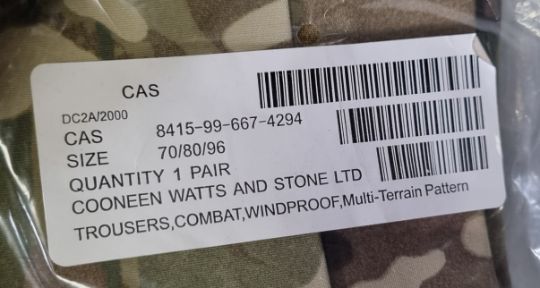 CAS
DC2A/2000
CAS 8415-99-667-4294
SIZE 70/80/96
QUANTITY 1 PAIR
COONEEN WATTS AND STONE LTD
TROUSERS,COMBAT,WINDPROOF,Multi-Terrain Pattern